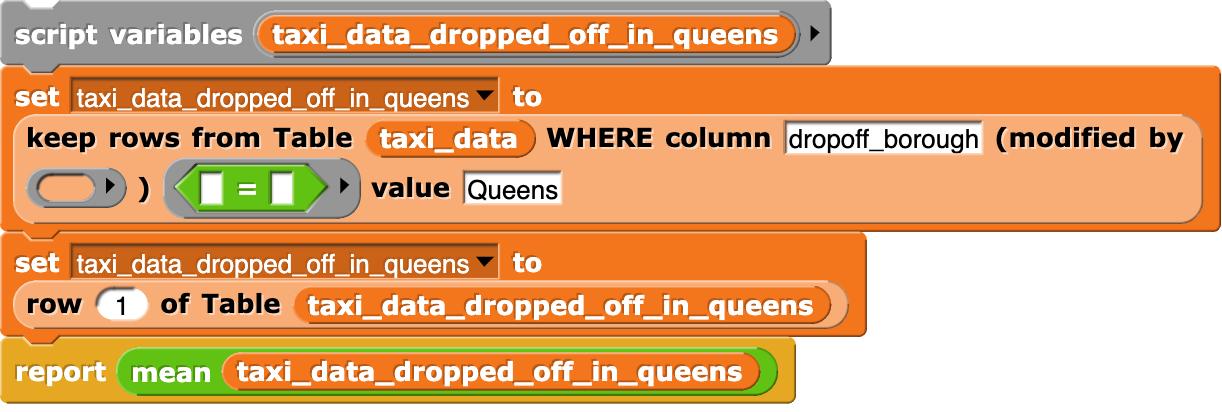 script variables taxi_data_dropped_off_in_queens
set taxi_data_dropped_off_in_queens to
keep rows from Table taxi_data WHERE column dropoff_borough (modified by
) = value Queens
set taxi_data_dropped_off_in_queens to
row 1 of Table taxi_data_dropped_off_in_queens
report mean taxi_data_dropped_off_in_queens